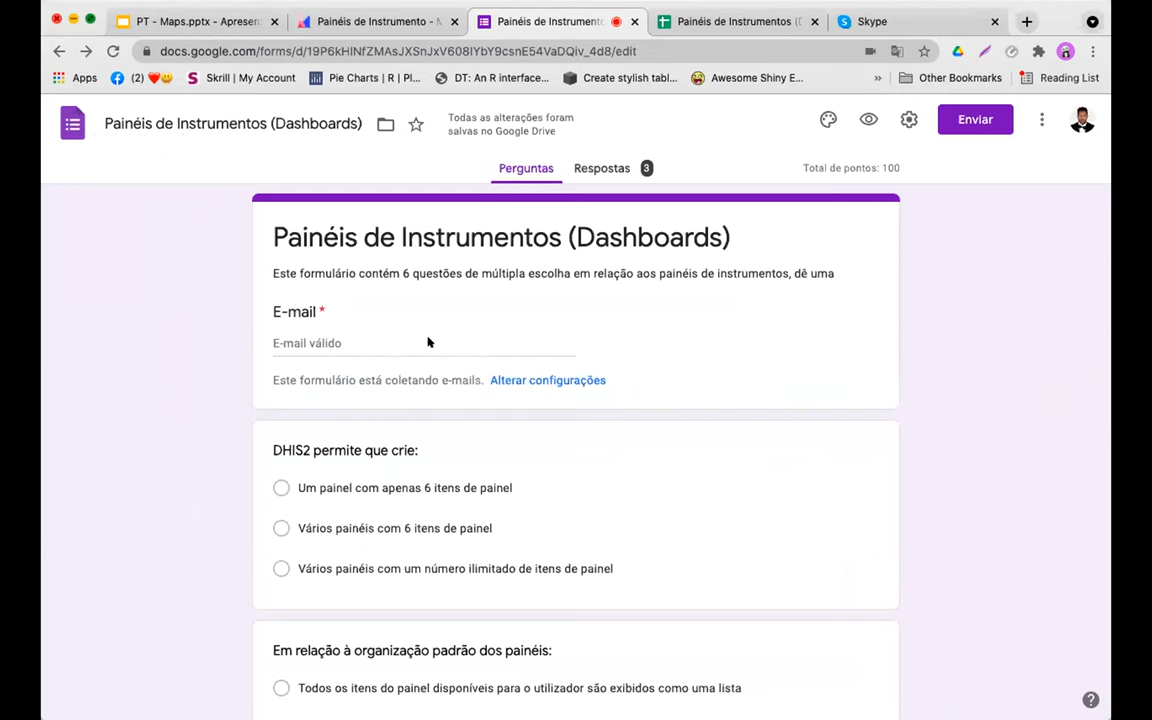 PT - Maps.pptx - Apresen
Painéis de Instrumento - M
Painéis de Instrumento
Painéis de Instrumentos (D
Skype
docs.google.com/forms/d/19P6kHlNfZMAsJXSnJxV608IYbY9csnE54VaDQiv_4d8/edit
Apps
(2)
Skrill | My Account
Pie Charts | R | Pl...
DT: An R interface...
Create stylish tabl...
Awesome Shiny E...
»
Other Bookmarks
Reading List
Painéis de Instrumentos (Dashboards)
Todas as alterações foram
salvas no Google Drive
Enviar
Perguntas
Respostas 3
Total de pontos: 100
Painéis de Instrumentos (Dashboards)
Este formulário contém 6 questões de múltipla escolha em relação aos painéis de instrumentos, dê uma
E-mail *
E-mail válido
Este formulário está coletando e-mails. Alterar configurações
DHIS2 permite que crie:
Um painel com apenas 6 itens de painel
Vários painéis com 6 itens de painel
Vários painéis com um número ilimitado de itens de painel
Em relação à organização padrão dos painéis:
Todos os itens do painel disponíveis para o utilizador são exibidos como uma lista